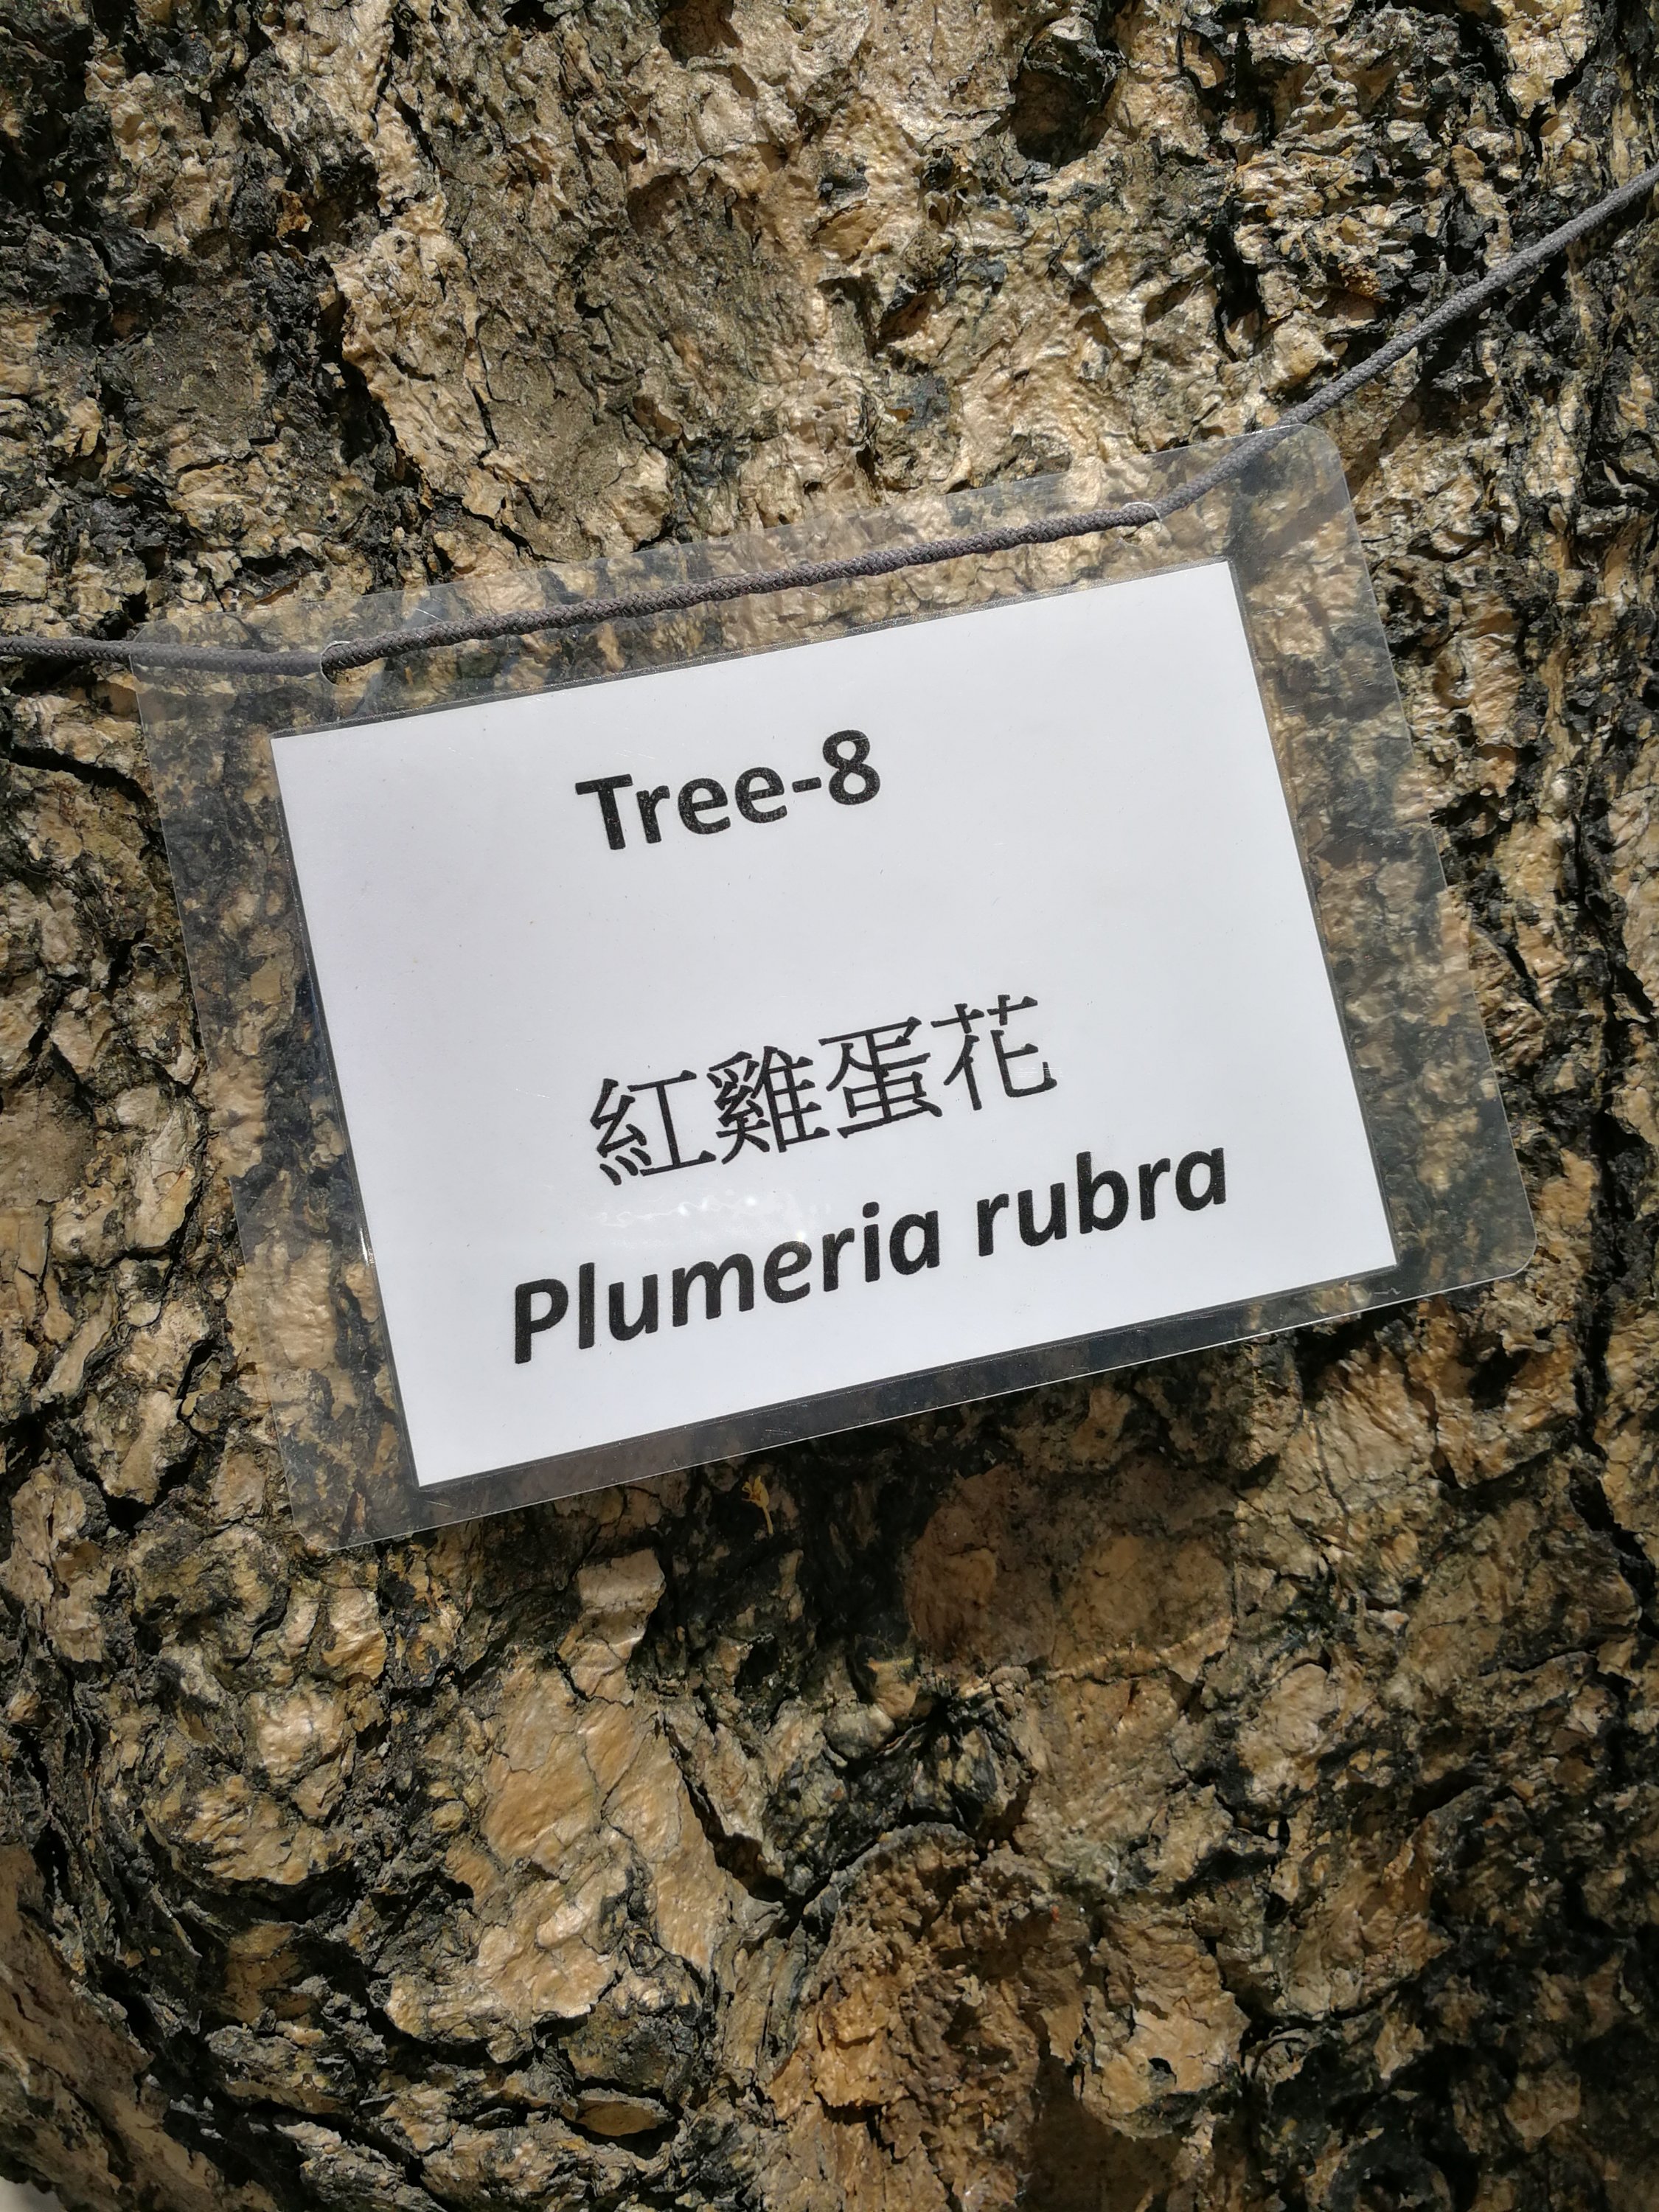 Tree-8
紅雞蛋花
Plumeria rubra